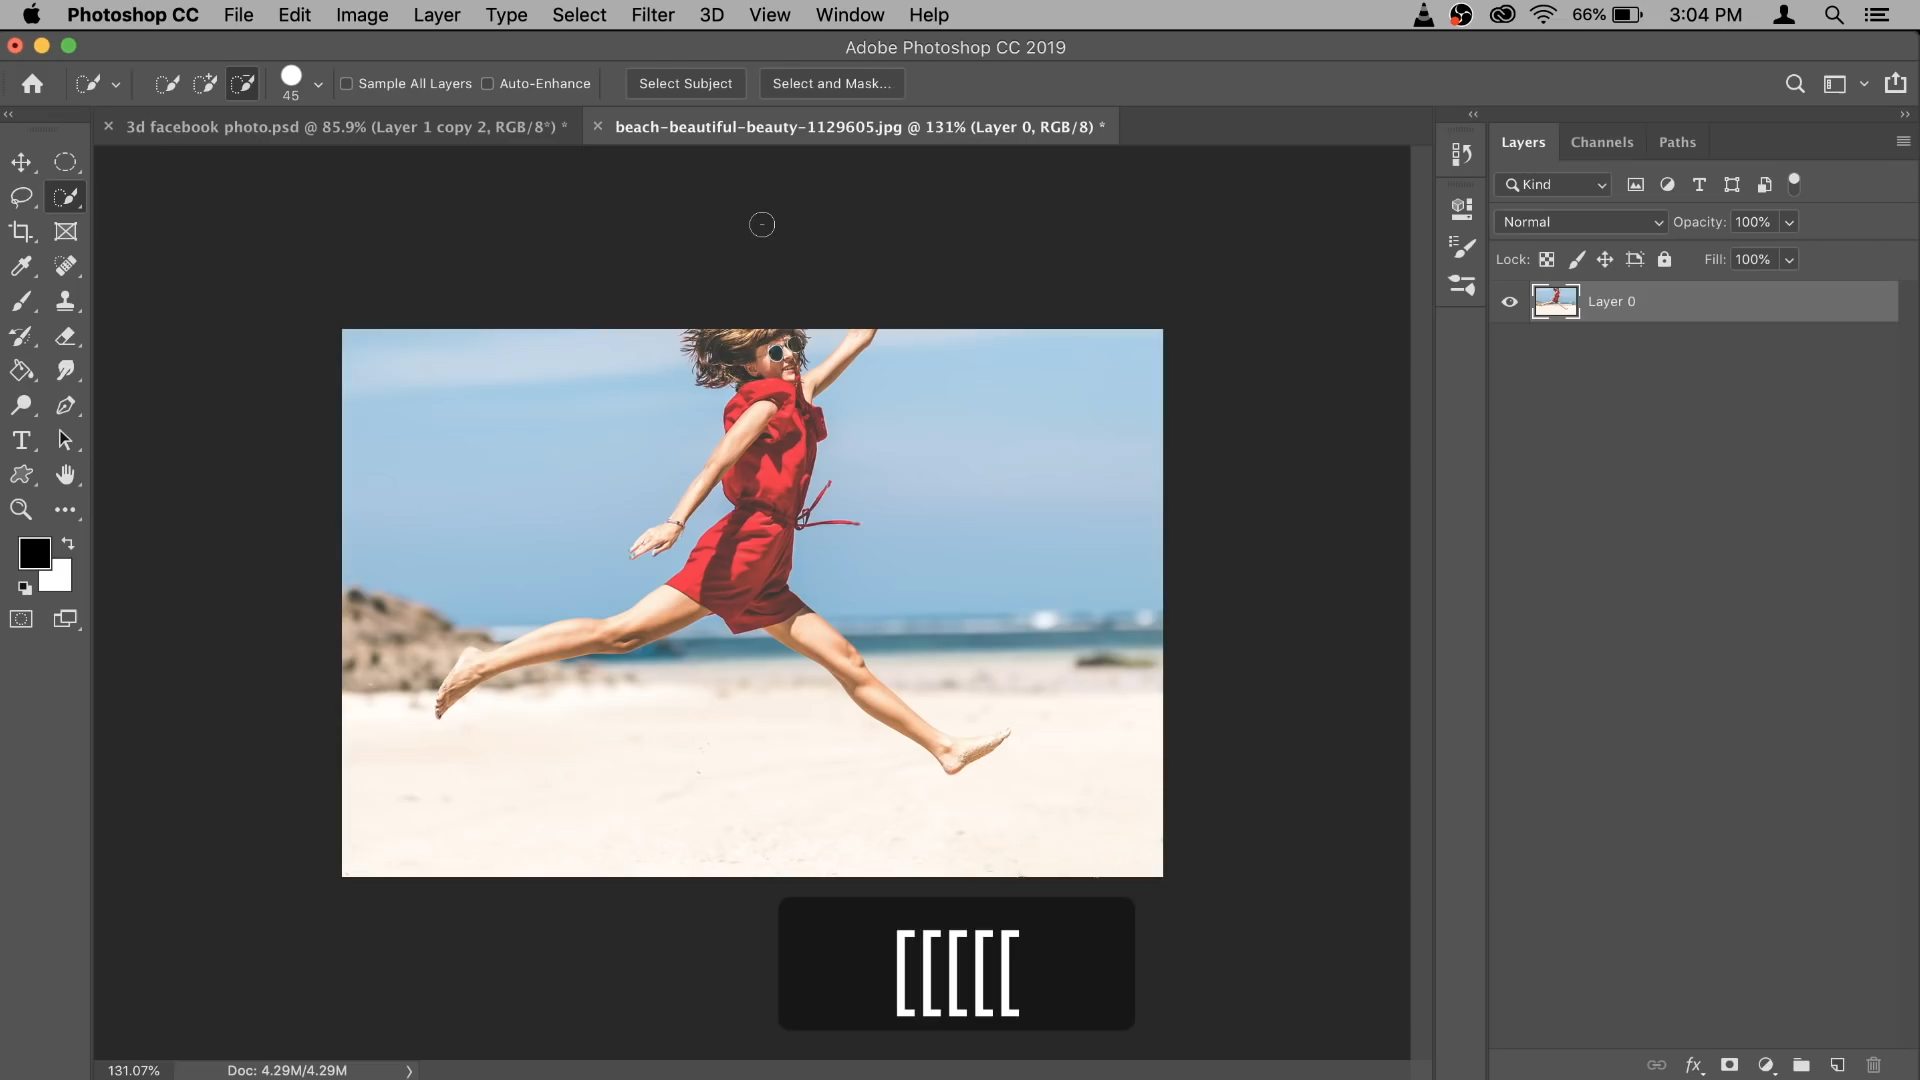 Photoshop CC File Edit Image Layer Type Select Filter 3D View Window Help 66% 3:04 PM
Adobe Photoshop CC 2019
45 Sample All Layers Auto-Enhance Select Subject Select and Mask...
3d facebook photo.psd @ 85.9% (Layer 1 copy 2, RGB/8*) * beach-beautiful-beauty-1129605.jpg @ 131% (Layer 0, RGB/8) *
Layers Channels Paths
Kind
Normal Opacity: 100%
Lock: Fill: 100%
Layer 0
[[[[[
131.07% Doc: 4.29M/4.29M